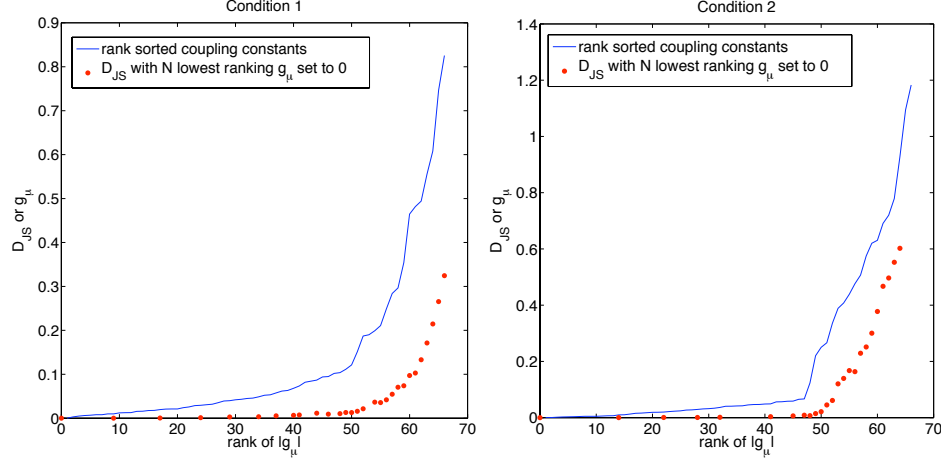 Condition 1
0.9
0.8
0.7
0.6
0.5
0.4
0.3
0.2
0.1
0
D_JS or g_μ
rank sorted coupling constants
D_JS with N lowest ranking g_μ set to 0
0 10 20 30 40 50 60 70
rank of |g_μ|
Condition 2
1.4
1.2
1
0.8
0.6
0.4
0.2
0
D_JS or g_μ
rank sorted coupling constants
D_JS with N lowest ranking g_μ set to 0
0 10 20 30 40 50 60 70
rank of |g_μ|